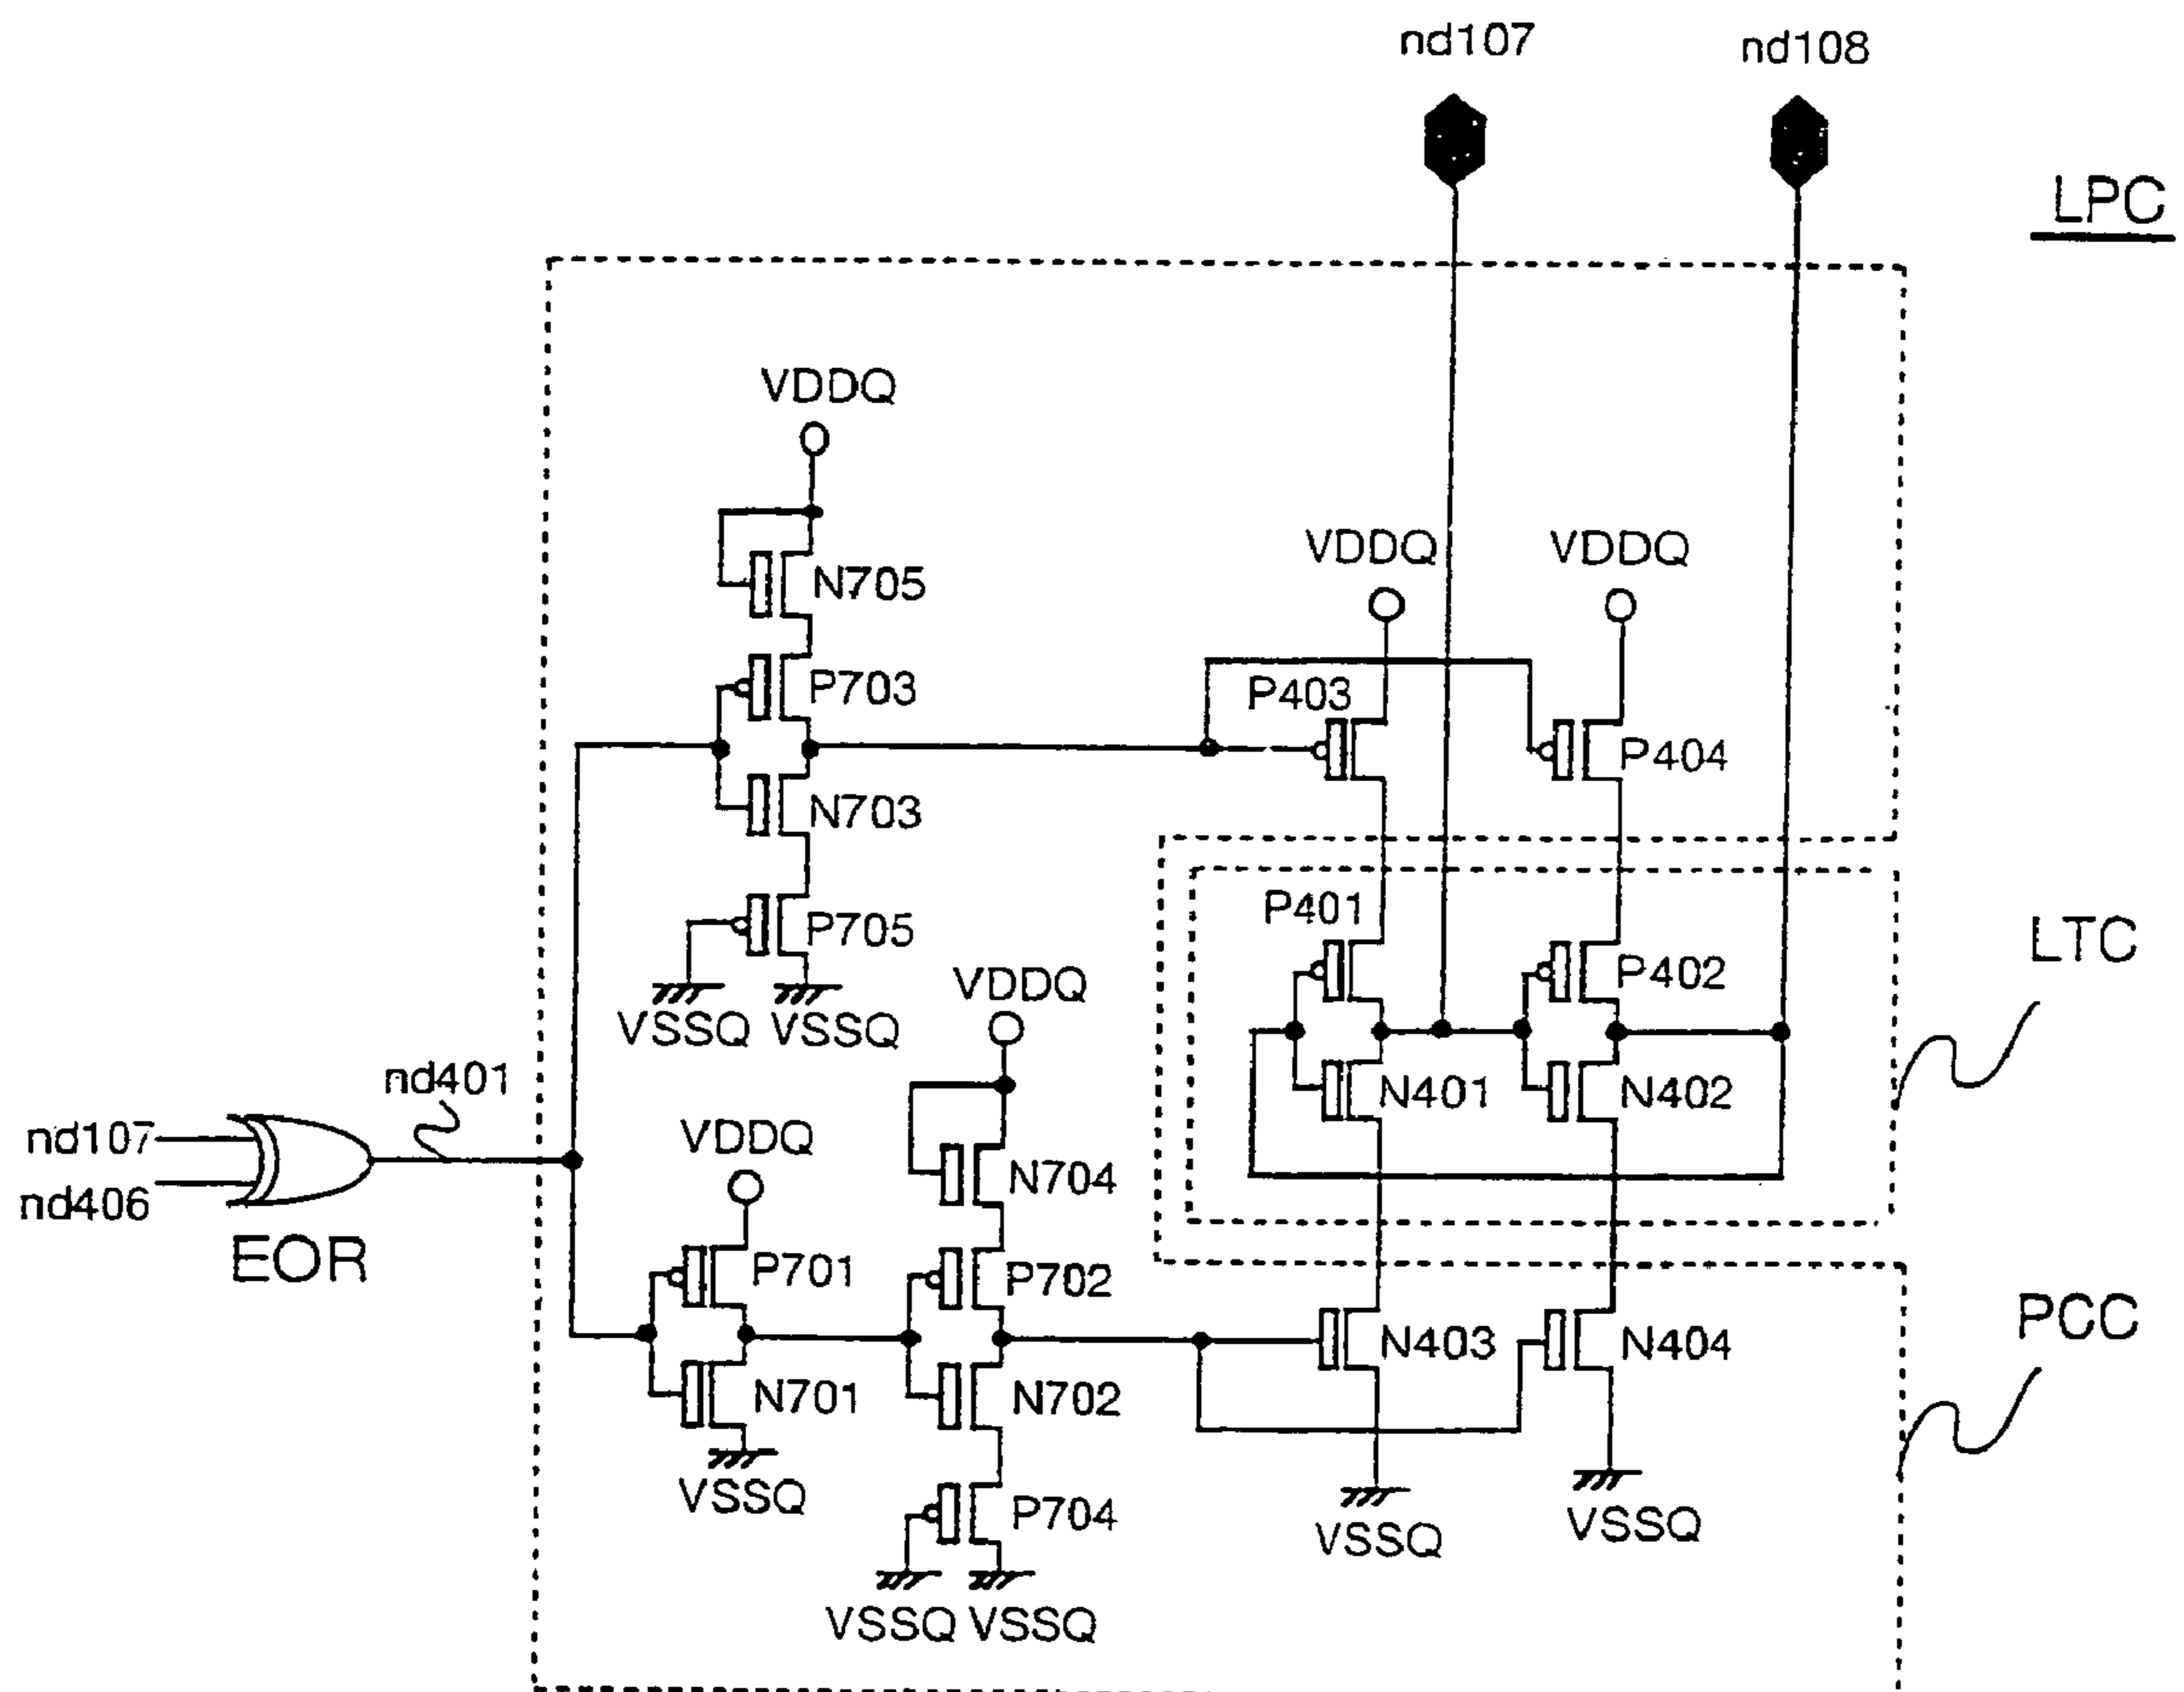 nd107
nd108
LPC
VDDQ
N705
VDDQ
VDDQ
P703
P403
P404
N703
P401
P705
LTC
P402
VDDQ
VSSQ
VSSQ
nd401
N401
N402
nd107
VDDQ
N704
nd406
EOR
P701
P702
PCC
N403
N404
N701
N702
VSSQ
P704
VSSQ
VSSQ
VSSQ
VSSQ